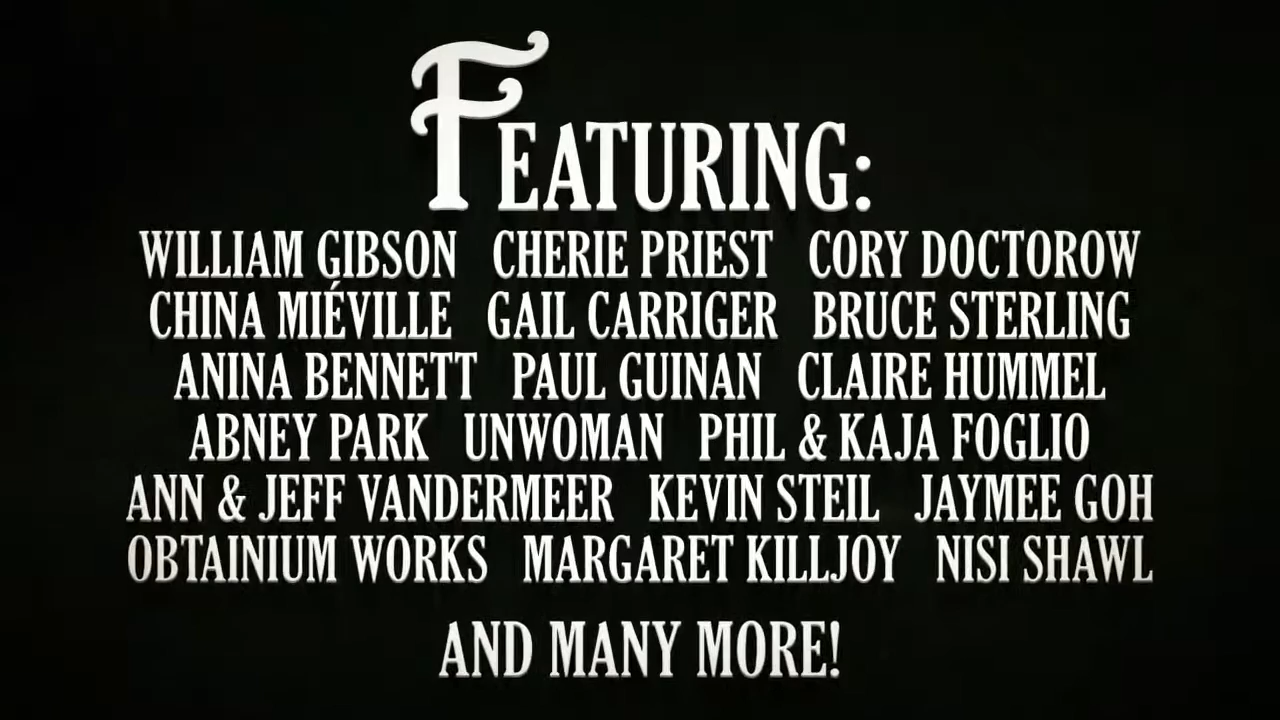 FEATURING:
WILLIAM GIBSON CHERIE PRIEST CORY DOCTOROW
CHINA MIÉVILLE GAIL CARRIGER BRUCE STERLING
ANINA BENNETT PAUL GUINAN CLAIRE HUMMEL
ABNEY PARK UNWOMAN PHIL & KAJA FOGLIO
ANN & JEFF VANDERMEER KEVIN STEIL JAYMEE GOH
OBTAINIUM WORKS MARGARET KILLJOY NISI SHAWL
AND MANY MORE!